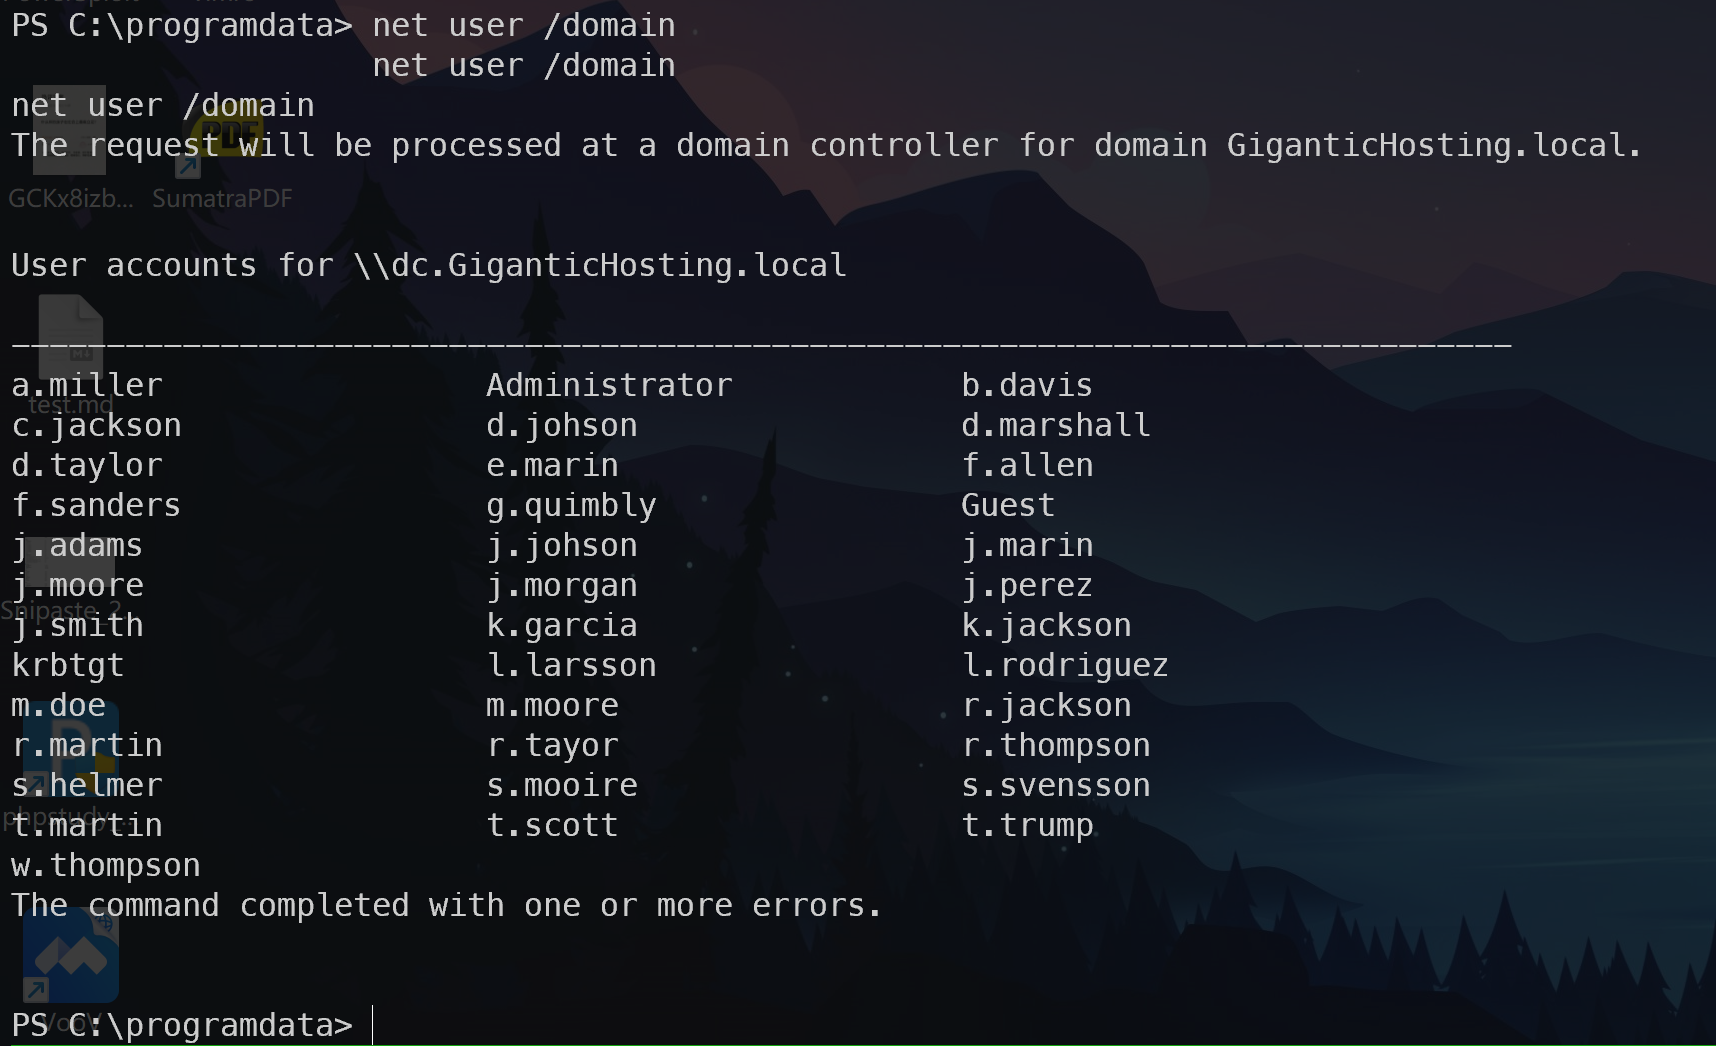 PS C:\programdata> net user /domain
net user /domain
net user /domain
The request will be processed at a domain controller for domain GiganticHosting.local.
GCKx8izb... SumatraPDF
User accounts for \\dc.GiganticHosting.local
-------------------------------------------------------------------------------
a.miller Administrator b.davis
test.md
c.jackson d.johson d.marshall
d.taylor e.marin f.allen
f.sanders g.quimbly Guest
j.adams j.johson j.marin
j.moore j.morgan j.perez
Snipaste_2...
j.smith k.garcia k.jackson
krbtgt l.larsson l.rodriguez
m.doe m.moore r.jackson
r.martin r.tayor r.thompson
s.helmer s.mooire s.svensson
phpstudy_...
t.martin t.scott t.trump
w.thompson
The command completed with one or more errors.
PS C:\programdata>
VooV